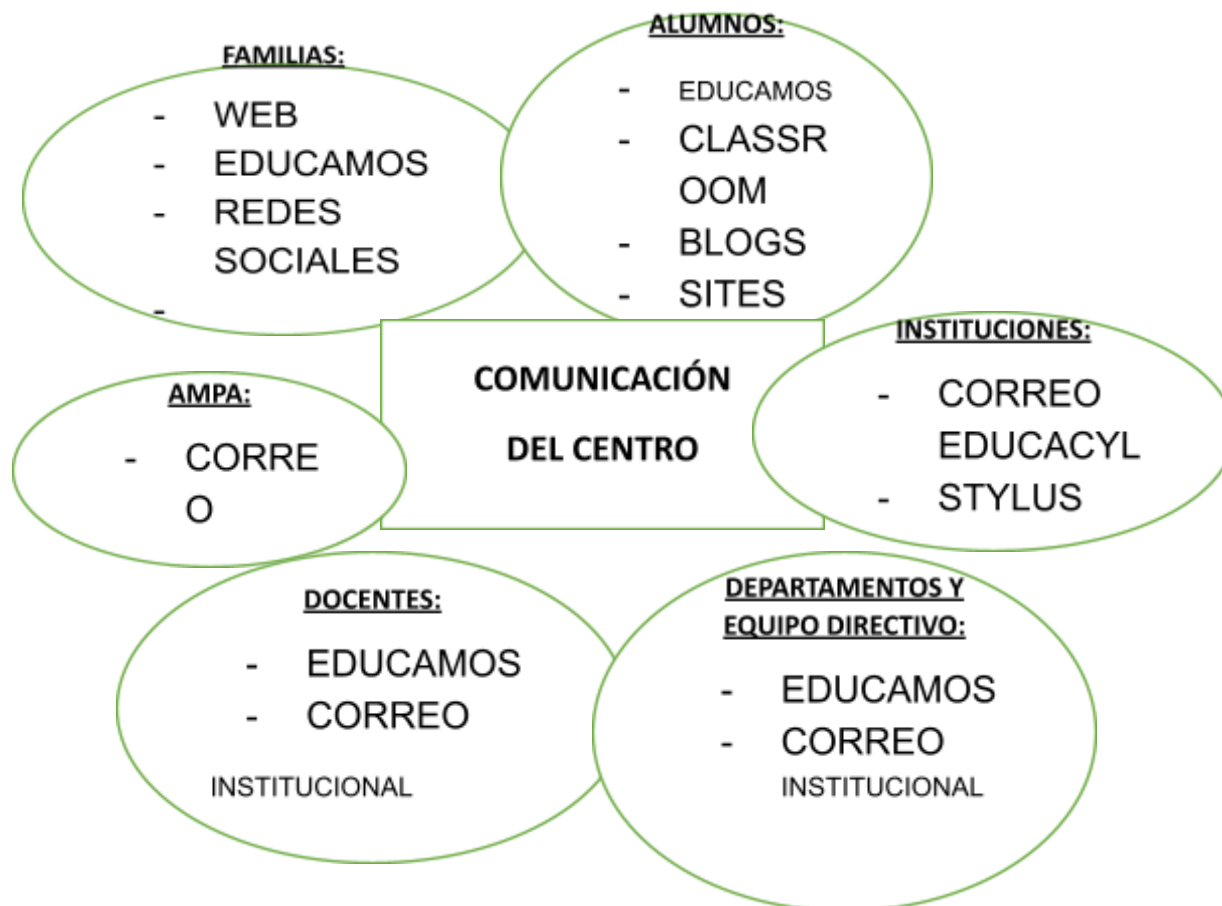 FAMILIAS:
- WEB
- EDUCAMOS
- REDES
SOCIALES
-
ALUMNOS:
- EDUCAMOS
- CLASSR
OOM
- BLOGS
- SITES
COMUNICACIÓN
DEL CENTRO
INSTITUCIONES:
- CORREO
EDUCACYL
- STYLUS
AMPA:
- CORRE
O
DOCENTES:
- EDUCAMOS
- CORREO
INSTITUCIONAL
DEPARTAMENTOS Y
EQUIPO DIRECTIVO:
- EDUCAMOS
- CORREO
INSTITUCIONAL